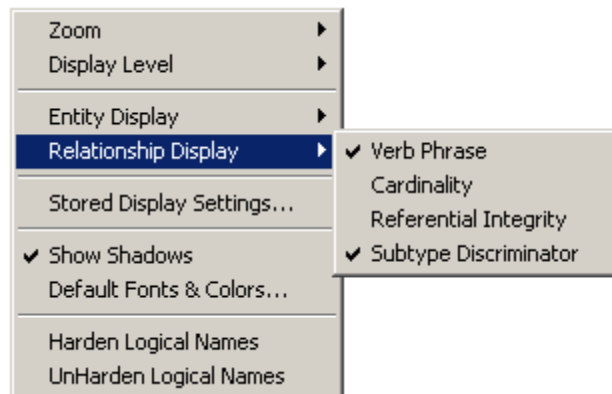 Zoom
Display Level
Entity Display
Relationship Display
Stored Display Settings...
Show Shadows
Default Fonts & Colors...
Harden Logical Names
UnHarden Logical Names
Verb Phrase
Cardinality
Referential Integrity
Subtype Discriminator